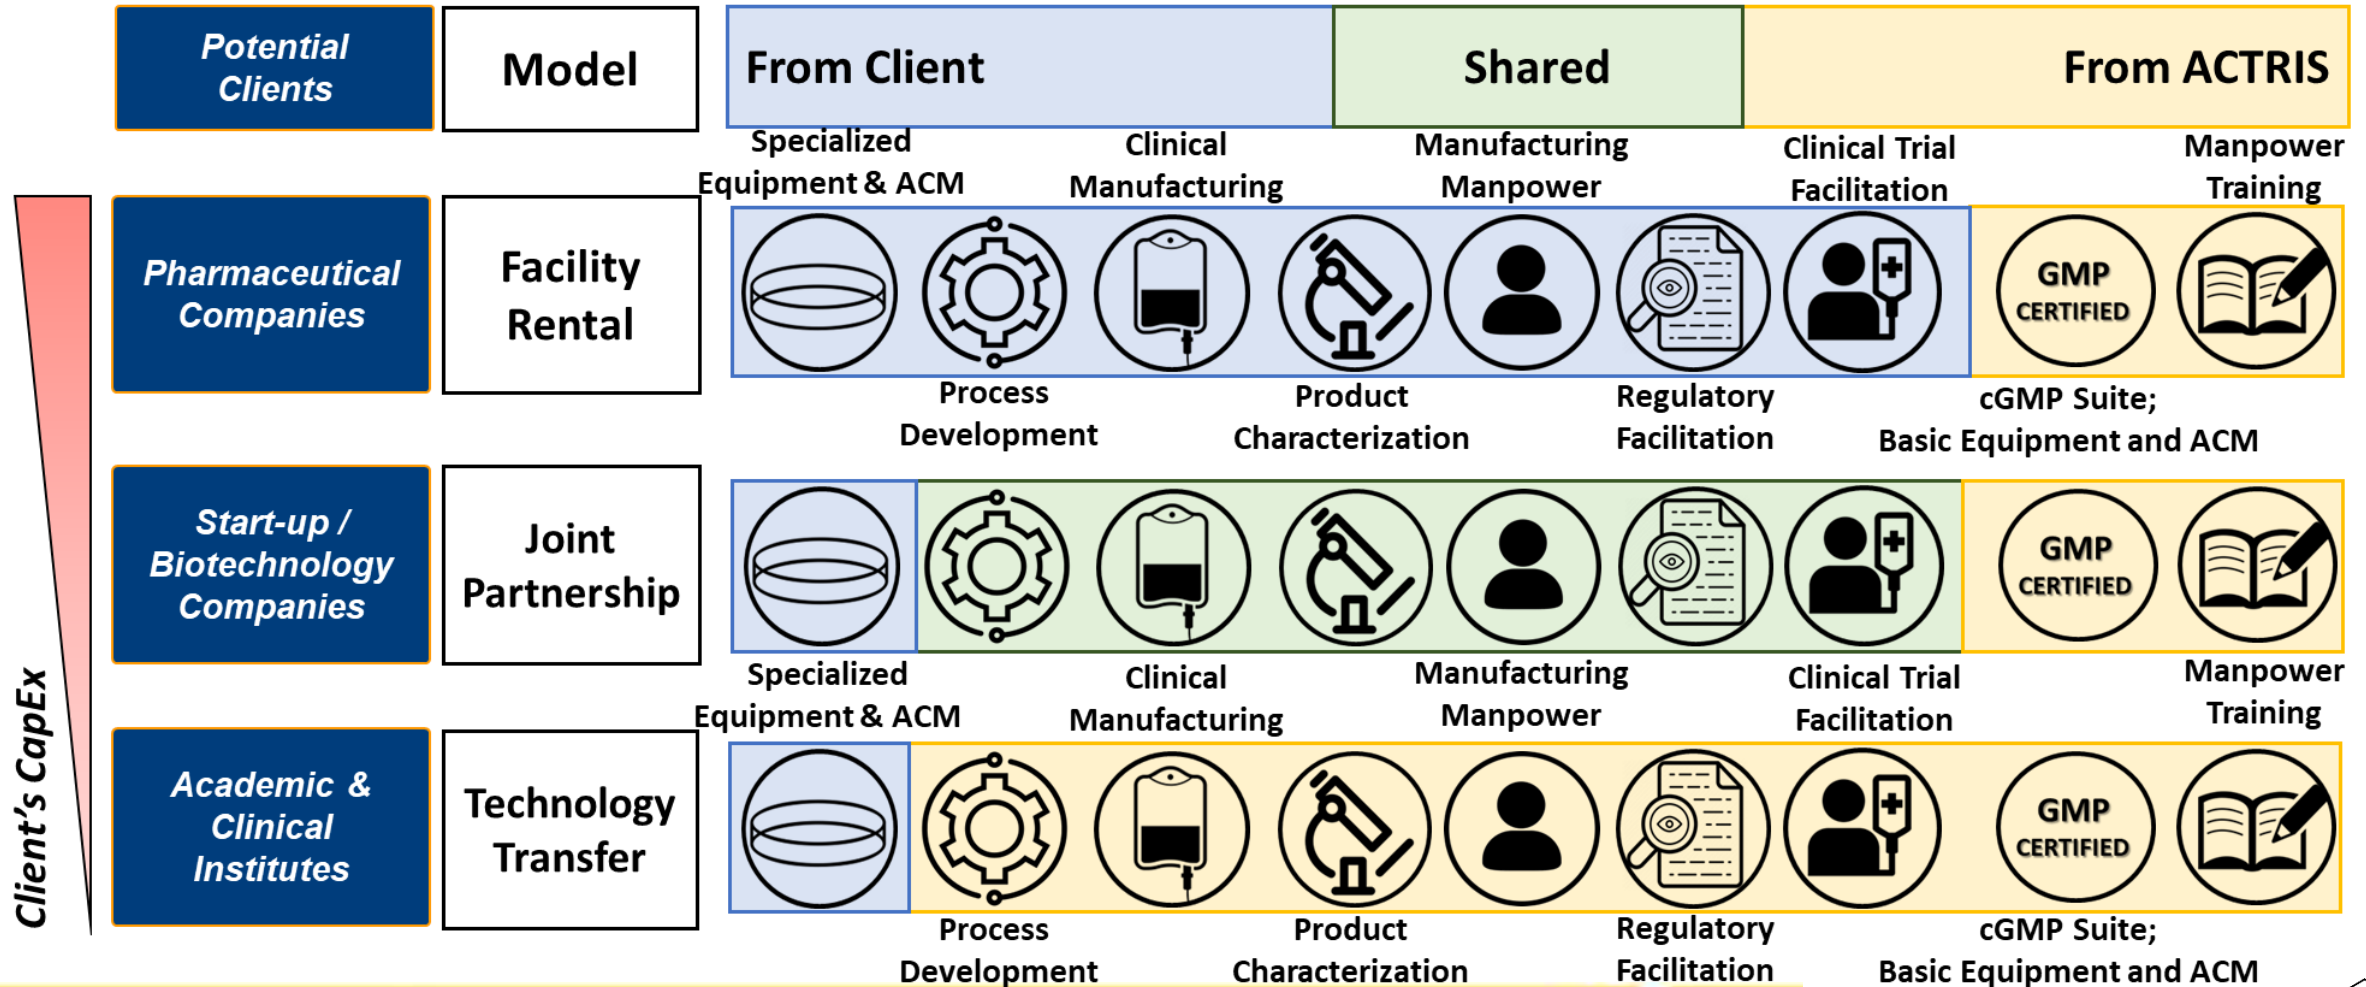 Potential
Clients
Model
From Client
Shared
From ACTRIS
Specialized
Equipment & ACM
Clinical
Manufacturing
Manufacturing
Manpower
Clinical Trial
Facilitation
Manpower
Training
Pharmaceutical
Companies
Facility
Rental
GMP
CERTIFIED
Process
Development
Product
Characterization
Regulatory
Facilitation
cGMP Suite;
Basic Equipment and ACM
Start-up /
Biotechnology
Companies
Joint
Partnership
GMP
CERTIFIED
Specialized
Equipment & ACM
Clinical
Manufacturing
Manufacturing
Manpower
Clinical Trial
Facilitation
Manpower
Training
Client's CapEx
Academic &
Clinical
Institutes
Technology
Transfer
GMP
CERTIFIED
Process
Development
Product
Characterization
Regulatory
Facilitation
cGMP Suite;
Basic Equipment and ACM